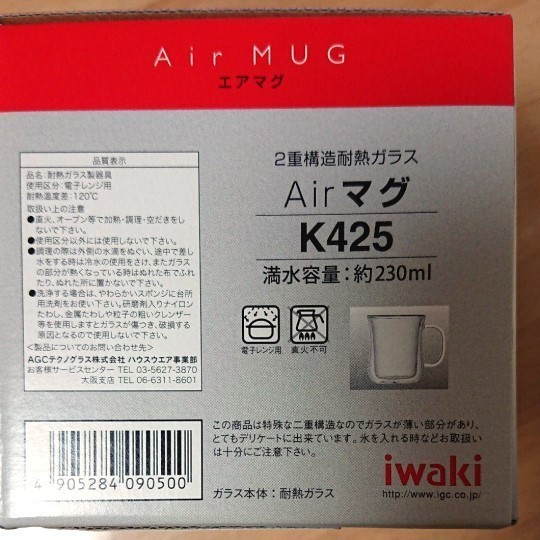 Air MUG
エアマグ
品質表示
品名:耐熱ガラス製器具
使用区分:電子レンジ用
耐熱温度差:120℃
取扱い上の注意
●直火、オーブン等で加熱・調理・空だきをし
ないで下さい。
●使用区分以外には使用しないで下さい。
●調理の際は外側の水滴をぬぐい、途中で差し
水をする時は冷水の使用をさけ、またガラス
の部分が熱くなっている時はぬれた布でふれ
たり、ぬれた所に置かないで下さい。
●洗浄する場合は、やわらかいスポンジに台所
用洗剤をお使い下さい。研磨剤入りナイロン
たわし、金属たわしや粒子の粗いクレンザー
等を使用しますとガラスが傷つき、破損する
原因となるので使用しないで下さい。
<製品についてのお問い合わせ先>
AGCテクノグラス株式会社 ハウスウエア事業部
お客様サービスセンター TEL 03-5627-3870
大阪支店 TEL 06-6311-8601
2重構造耐熱ガラス
Airマグ
K425
満水容量:約230ml
電子レンジ用
直火不可
この商品は特殊な二重構造なのでガラスが薄い部分があり、
とてもデリケートに出来ています。氷を入れる時などお取扱い
は十分にご注意下さい。
4 905284 090500
ガラス本体:耐熱ガラス
iwaki
http://www.igc.co.jp/